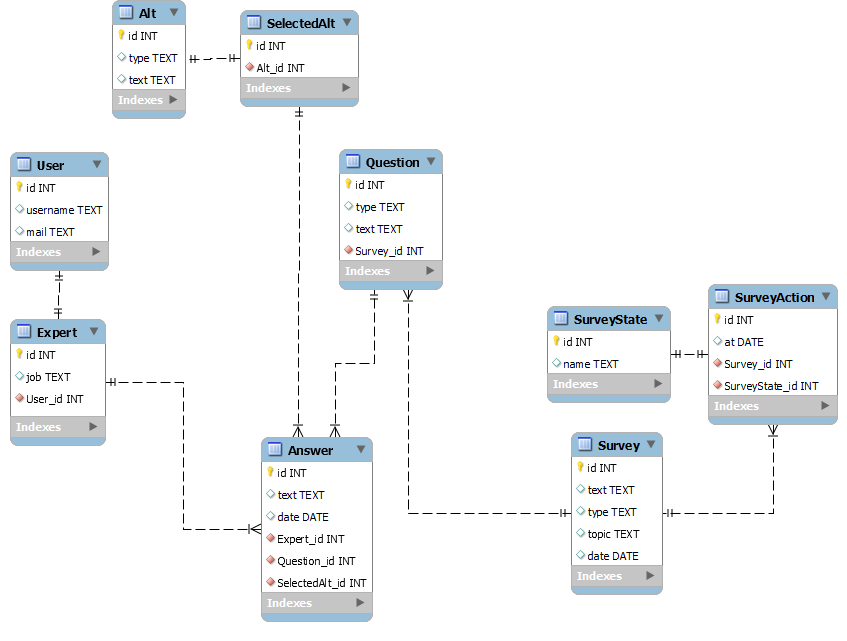 Alt
id INT
type TEXT
text TEXT
Indexes
SelectedAlt
id INT
Alt_id INT
Indexes
User
id INT
username TEXT
mail TEXT
Indexes
Question
id INT
type TEXT
text TEXT
Survey_id INT
Indexes
Expert
id INT
job TEXT
User_id INT
Indexes
SurveyState
id INT
name TEXT
Indexes
SurveyAction
id INT
at DATE
Survey_id INT
SurveyState_id INT
Indexes
Answer
id INT
text TEXT
date DATE
Expert_id INT
Question_id INT
SelectedAlt_id INT
Indexes
Survey
id INT
text TEXT
type TEXT
topic TEXT
date DATE
Indexes